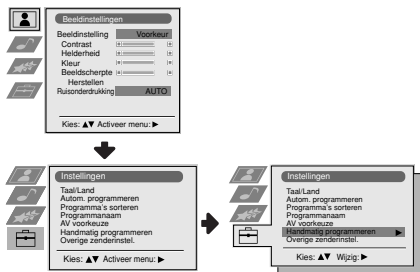 Beeldinstellingen
Beeldinstelling Voorkeur
Contrast
Helderheid
Kleur
Beeldscherpte
Herstellen
Ruisonderdrukking AUTO
Kies: ▲▼ Activeer menu: ▶
Instellingen
Taal/Land
Autom. programmeren
Programma's sorteren
Programmanaam
AV voorkeuze
Handmatig programmeren
Overige zenderinstel.
Kies: ▲▼ Activeer menu: ▶
Instellingen
Taal/Land
Autom. programmeren
Programma's sorteren
Programmanaam
AV voorkeuze
Handmatig programmeren ▶
Overige zenderinstel.
Kies: ▲▼ Wijzig: ▶